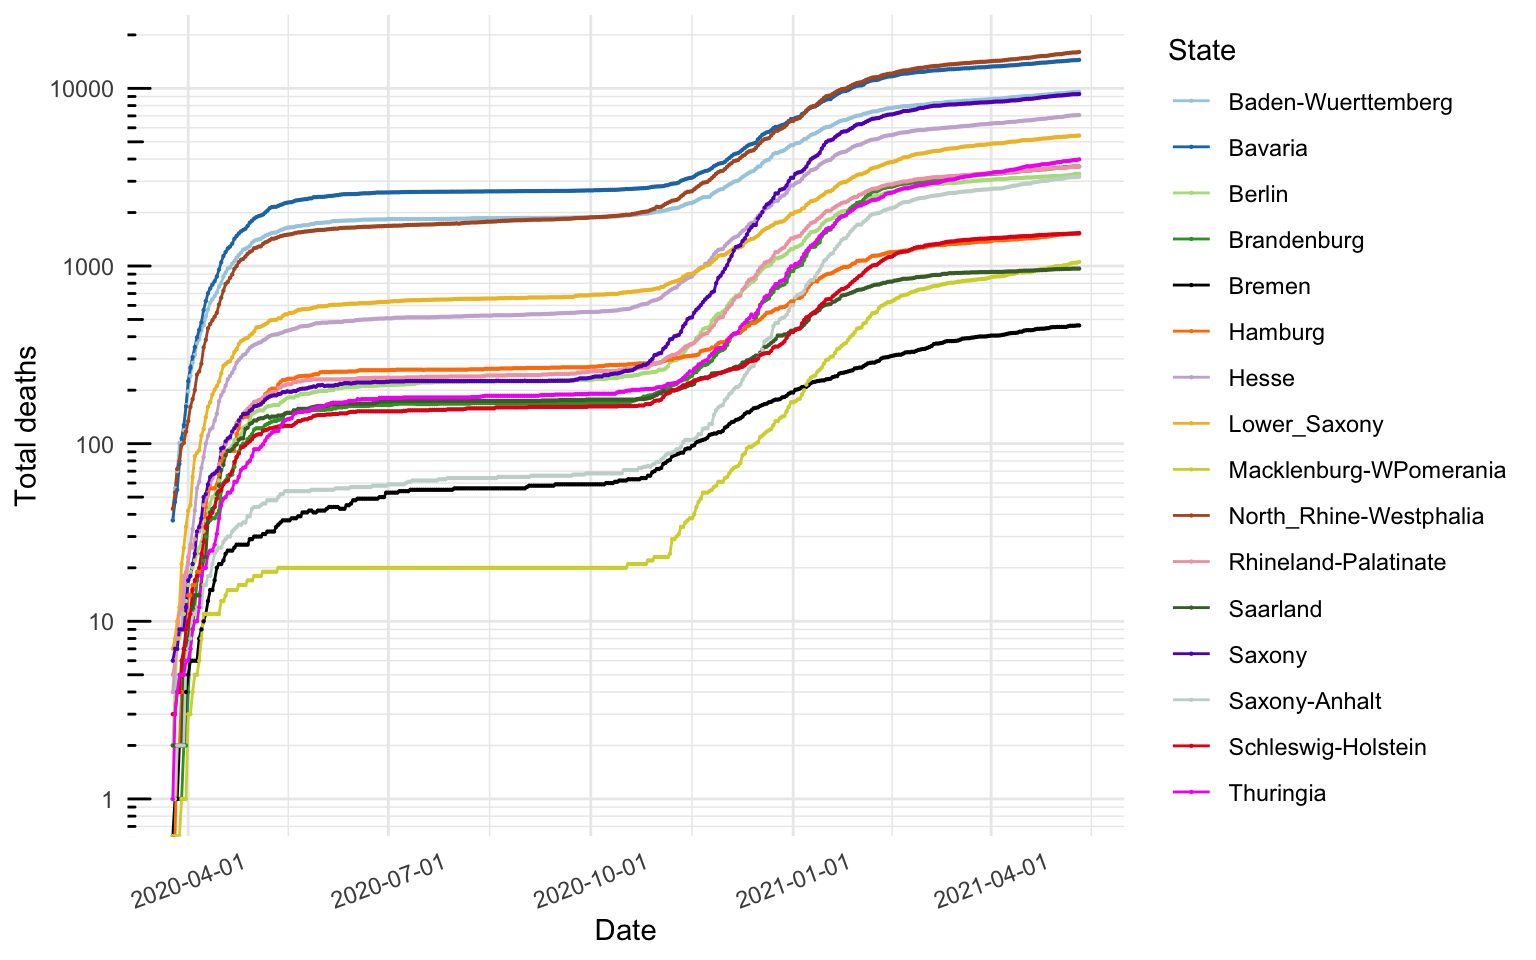 Total deaths
10000
1000
100
10
1
2020-04-01
2020-07-01
2020-10-01
2021-01-01
2021-04-01
Date
State
Baden-Wuerttemberg
Bavaria
Berlin
Brandenburg
Bremen
Hamburg
Hesse
Lower_Saxony
Macklenburg-WPomerania
North_Rhine-Westphalia
Rhineland-Palatinate
Saarland
Saxony
Saxony-Anhalt
Schleswig-Holstein
Thuringia